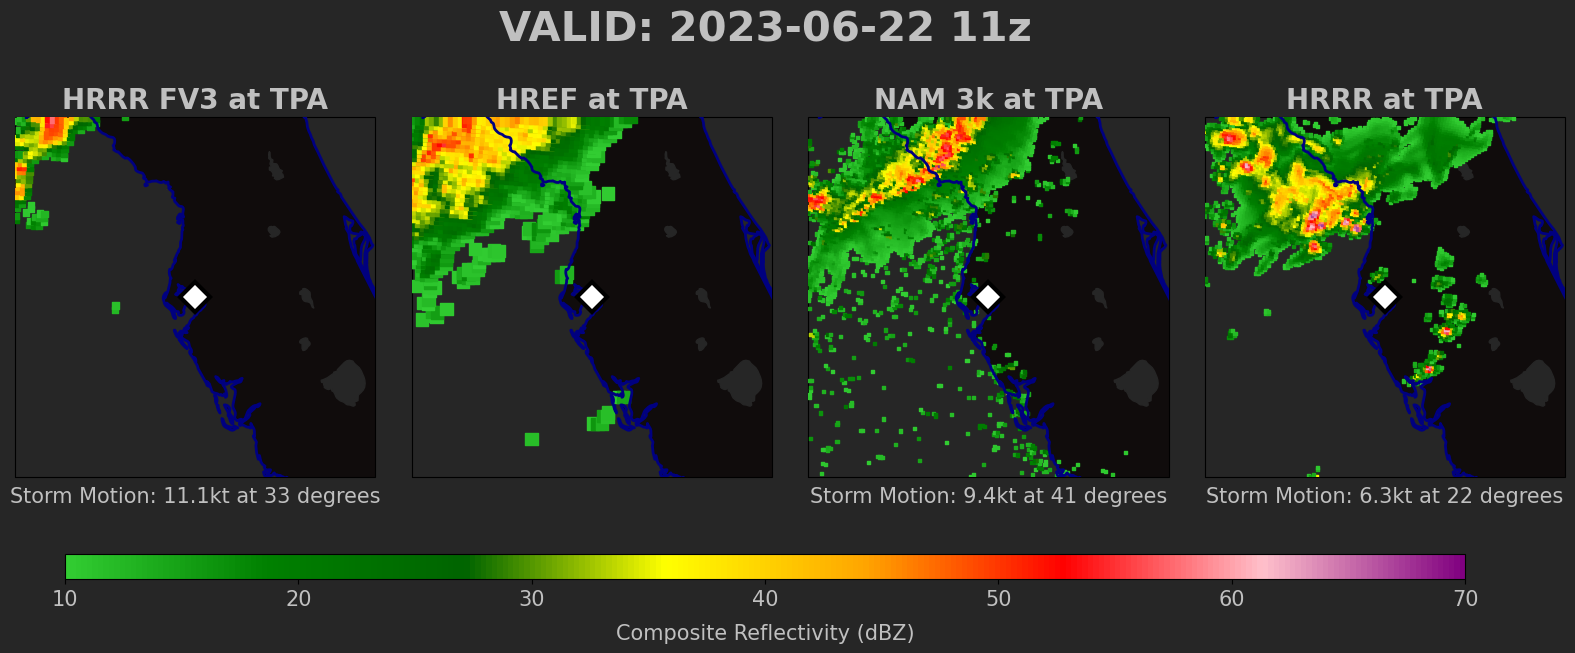 VALID: 2023-06-22 11z
HRRR FV3 at TPA
HREF at TPA
NAM 3k at TPA
HRRR at TPA
Storm Motion: 11.1kt at 33 degrees
Storm Motion: 9.4kt at 41 degrees
Storm Motion: 6.3kt at 22 degrees
10 20 30 40 50 60 70
Composite Reflectivity (dBZ)